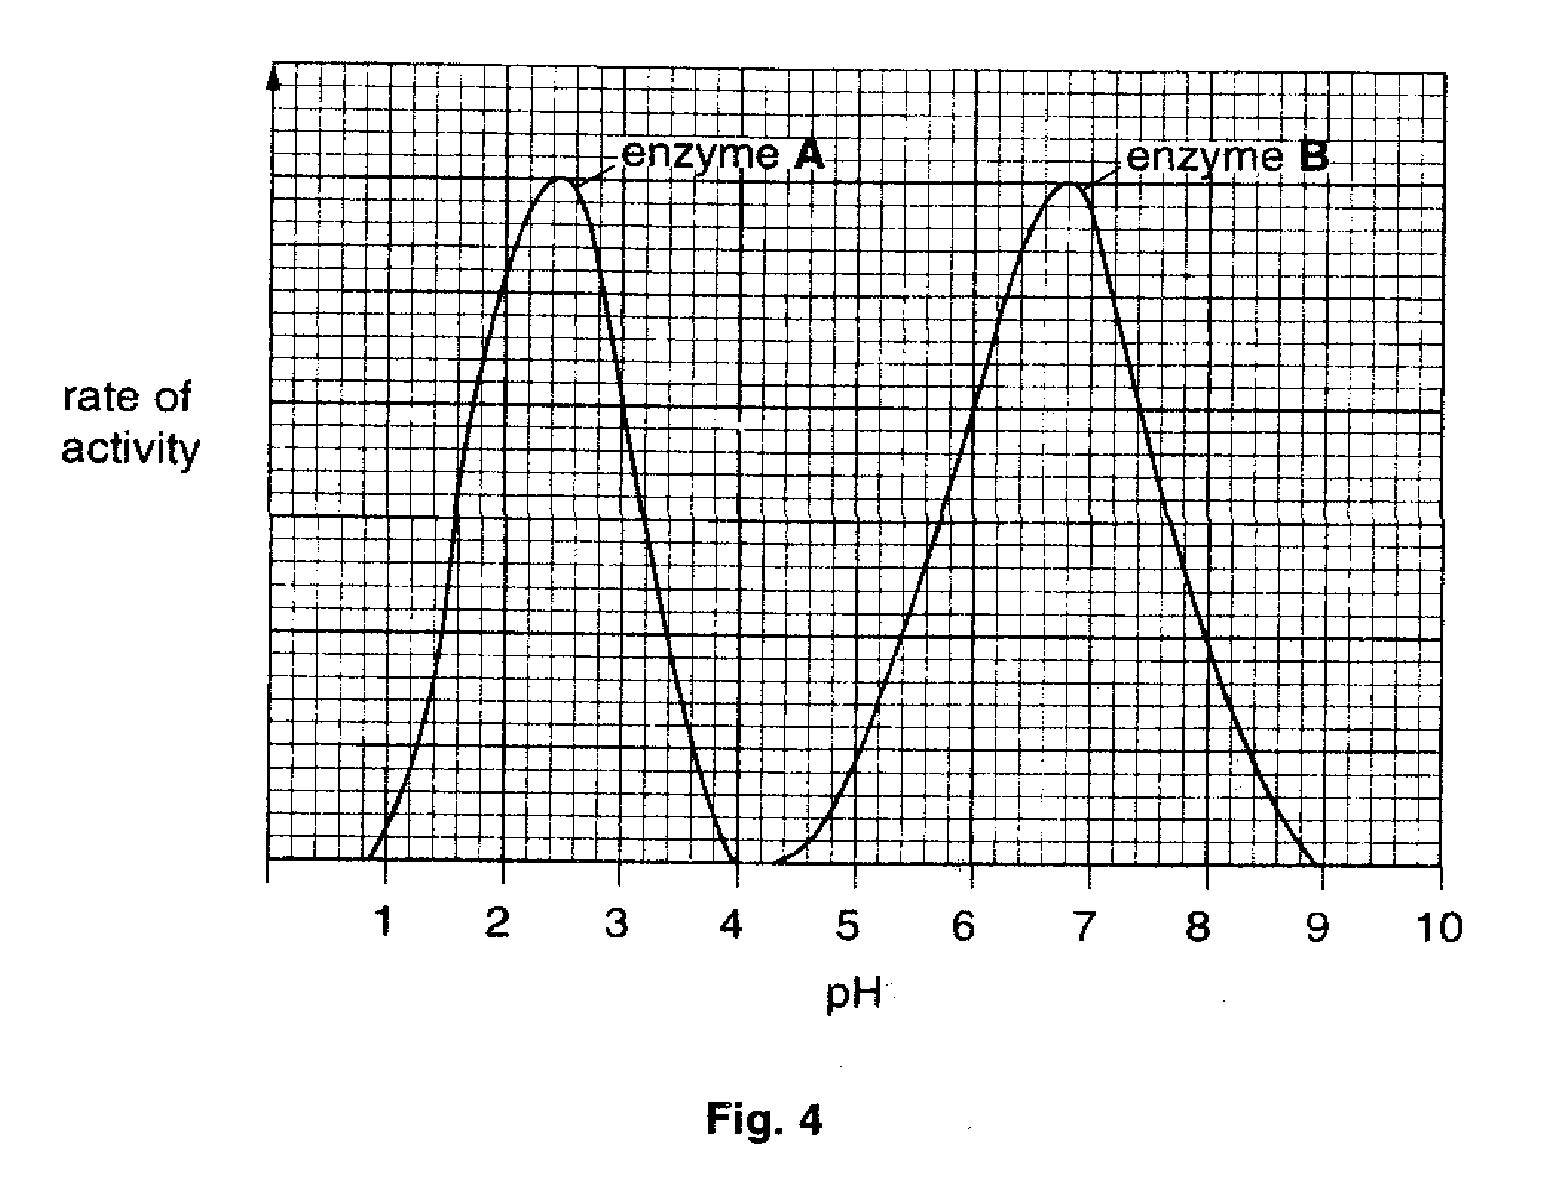 enzyme A
enzyme B
rate of
activity
1 2 3 4 5 6 7 8 9 10
pH
Fig. 4